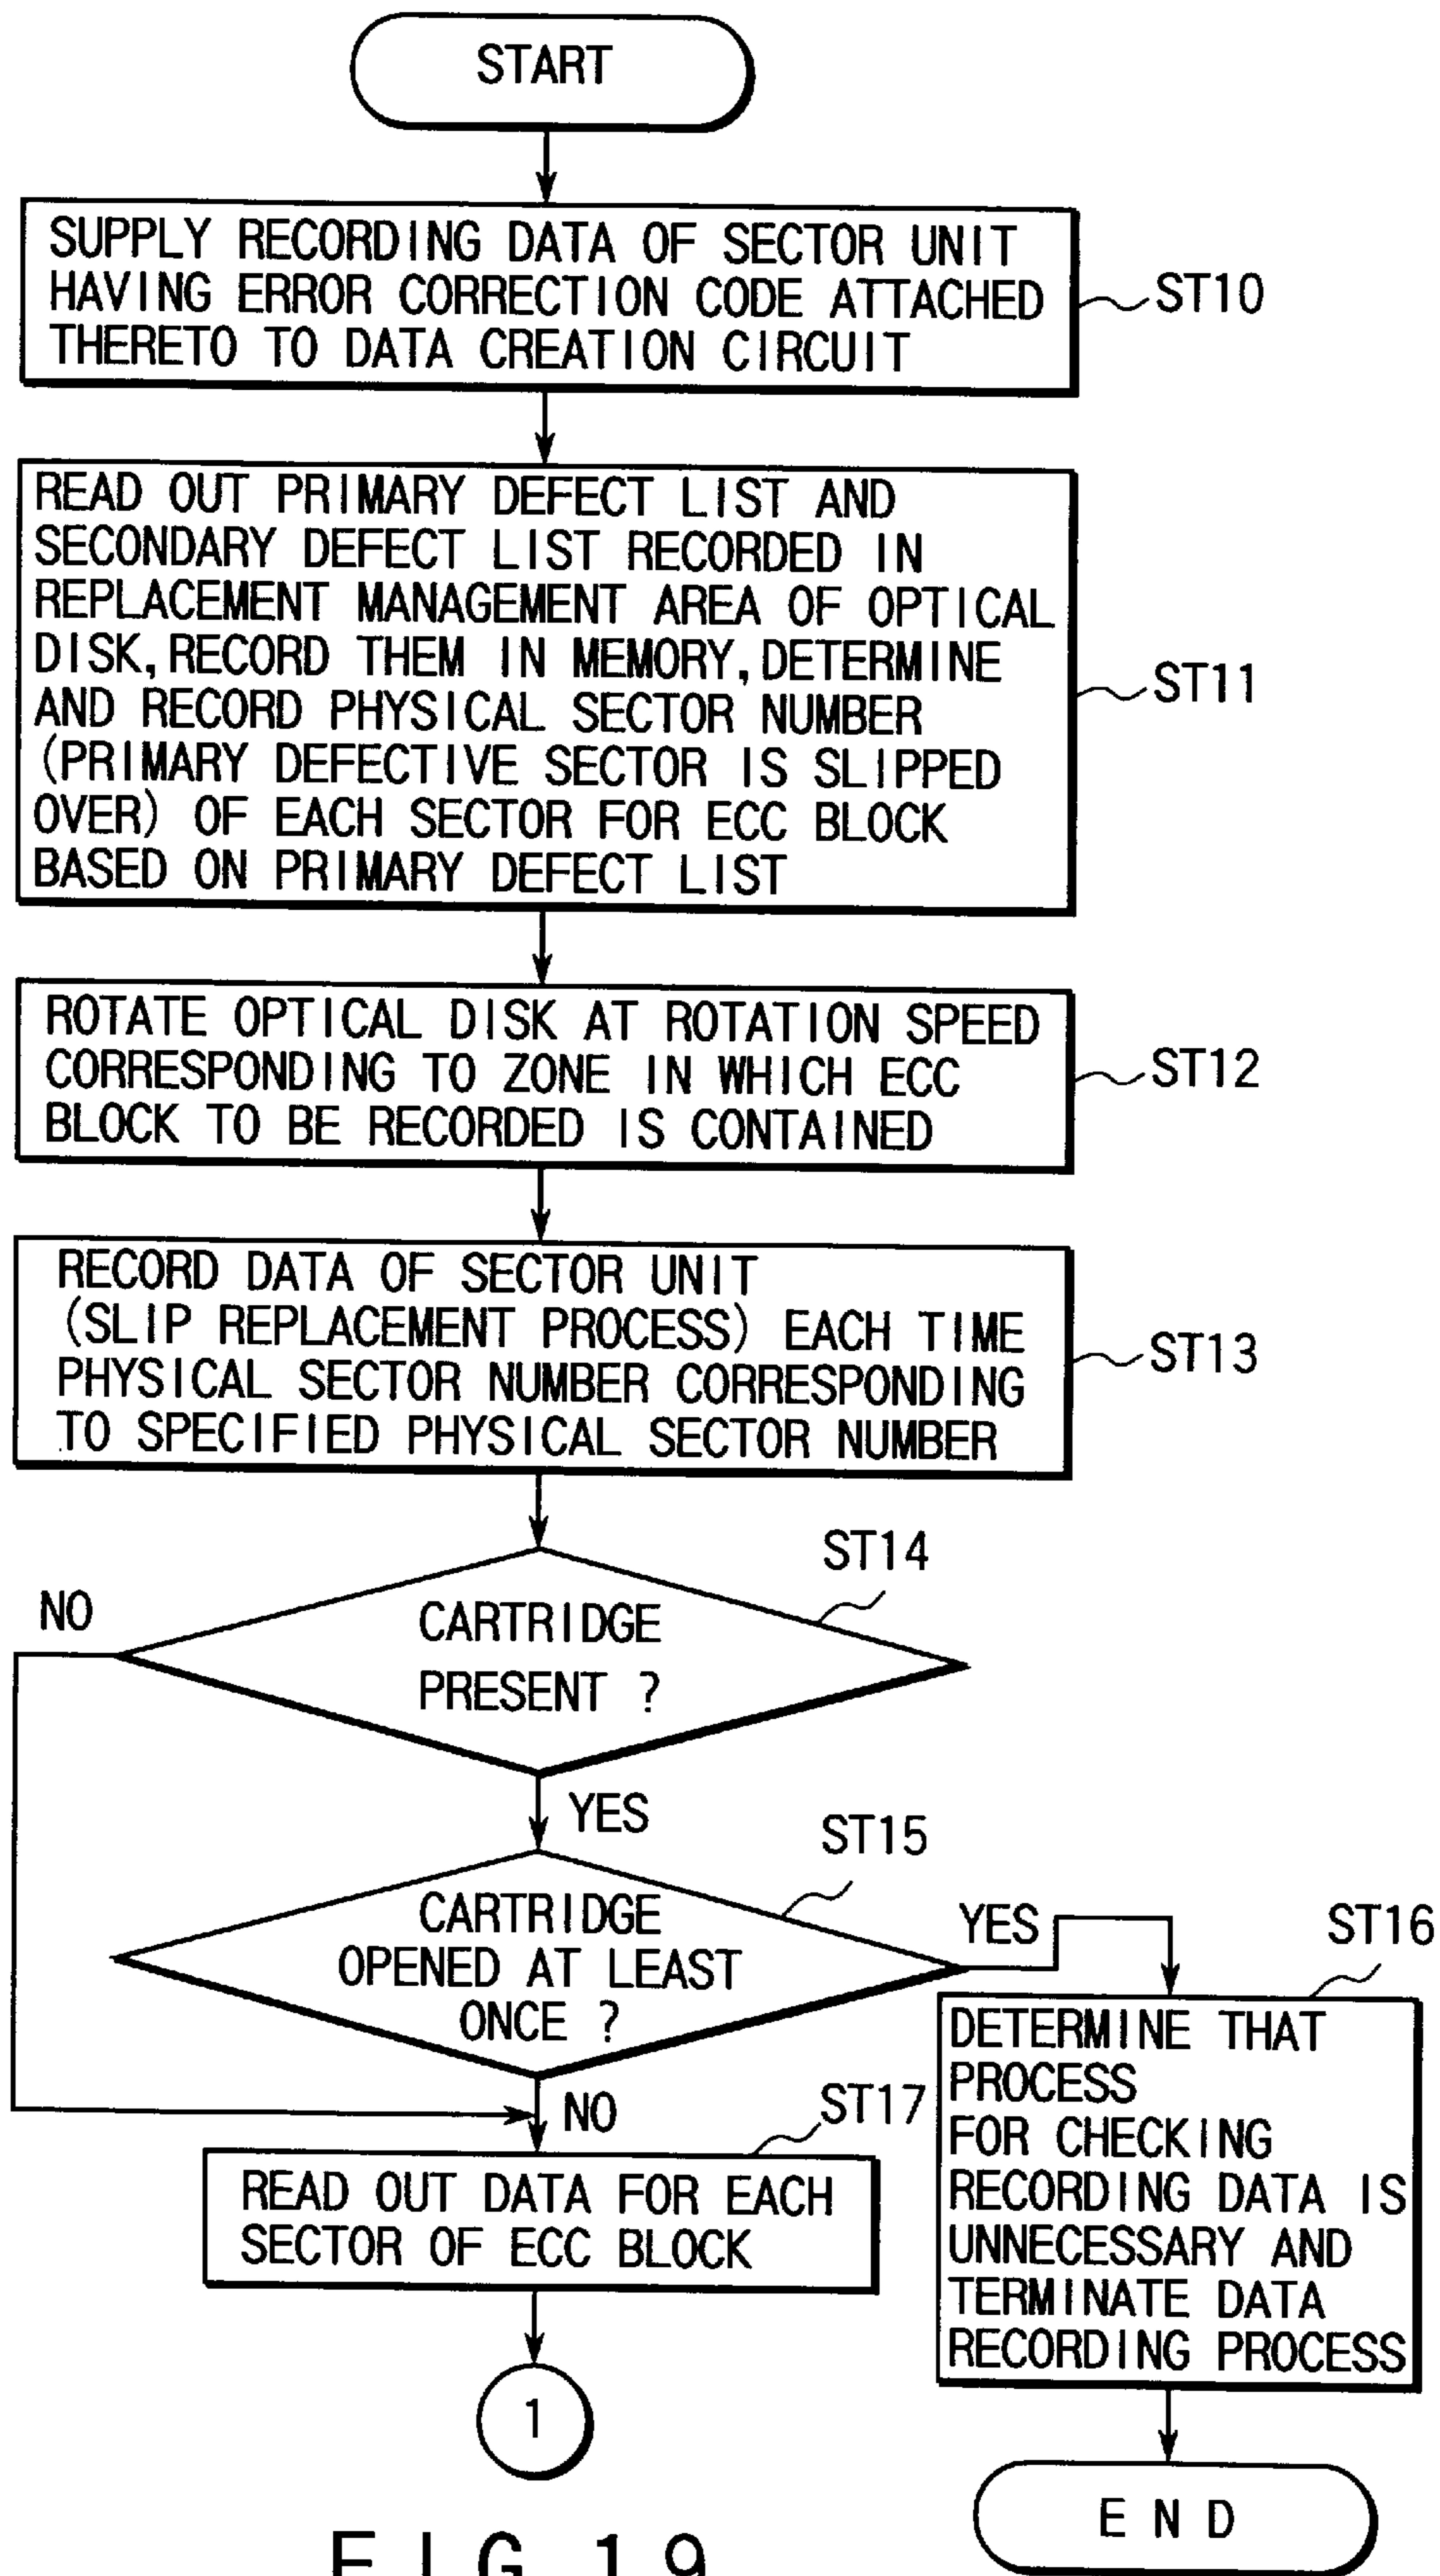 START
SUPPLY RECORDING DATA OF SECTOR UNIT
HAVING ERROR CORRECTION CODE ATTACHED
THERETO TO DATA CREATION CIRCUIT
ST10
READ OUT PRIMARY DEFECT LIST AND
SECONDARY DEFECT LIST RECORDED IN
REPLACEMENT MANAGEMENT AREA OF OPTICAL
DISK, RECORD THEM IN MEMORY, DETERMINE
AND RECORD PHYSICAL SECTOR NUMBER
(PRIMARY DEFECTIVE SECTOR IS SLIPPED
OVER) OF EACH SECTOR FOR ECC BLOCK
BASED ON PRIMARY DEFECT LIST
ST11
ROTATE OPTICAL DISK AT ROTATION SPEED
CORRESPONDING TO ZONE IN WHICH ECC
BLOCK TO BE RECORDED IS CONTAINED
ST12
RECORD DATA OF SECTOR UNIT
(SLIP REPLACEMENT PROCESS) EACH TIME
PHYSICAL SECTOR NUMBER CORRESPONDING
TO SPECIFIED PHYSICAL SECTOR NUMBER
ST13
ST14
NO
CARTRIDGE
PRESENT ?
YES
ST15
CARTRIDGE
OPENED AT LEAST
ONCE ?
YES
ST16
DETERMINE THAT
PROCESS
FOR CHECKING
RECORDING DATA IS
UNNECESSARY AND
TERMINATE DATA
RECORDING PROCESS
NO
ST17
READ OUT DATA FOR EACH
SECTOR OF ECC BLOCK
1
END
FIG. 19